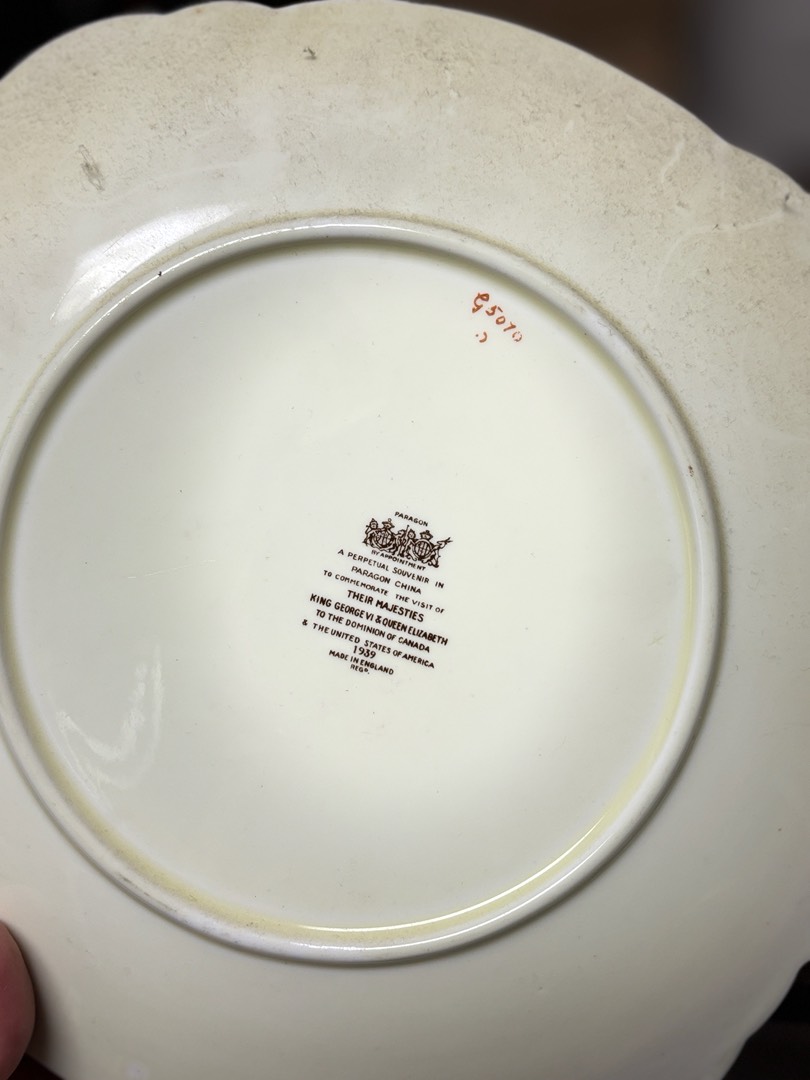 G5070
PARAGON
BY APPOINTMENT
A PERPETUAL SOUVENIR IN
PARAGON CHINA
TO COMMEMORATE THE VISIT OF
THEIR MAJESTIES
KING GEORGE VI & QUEEN ELIZABETH
TO THE DOMINION OF CANADA
& THE UNITED STATES OF AMERICA
1939
MADE IN ENGLAND
REGD.